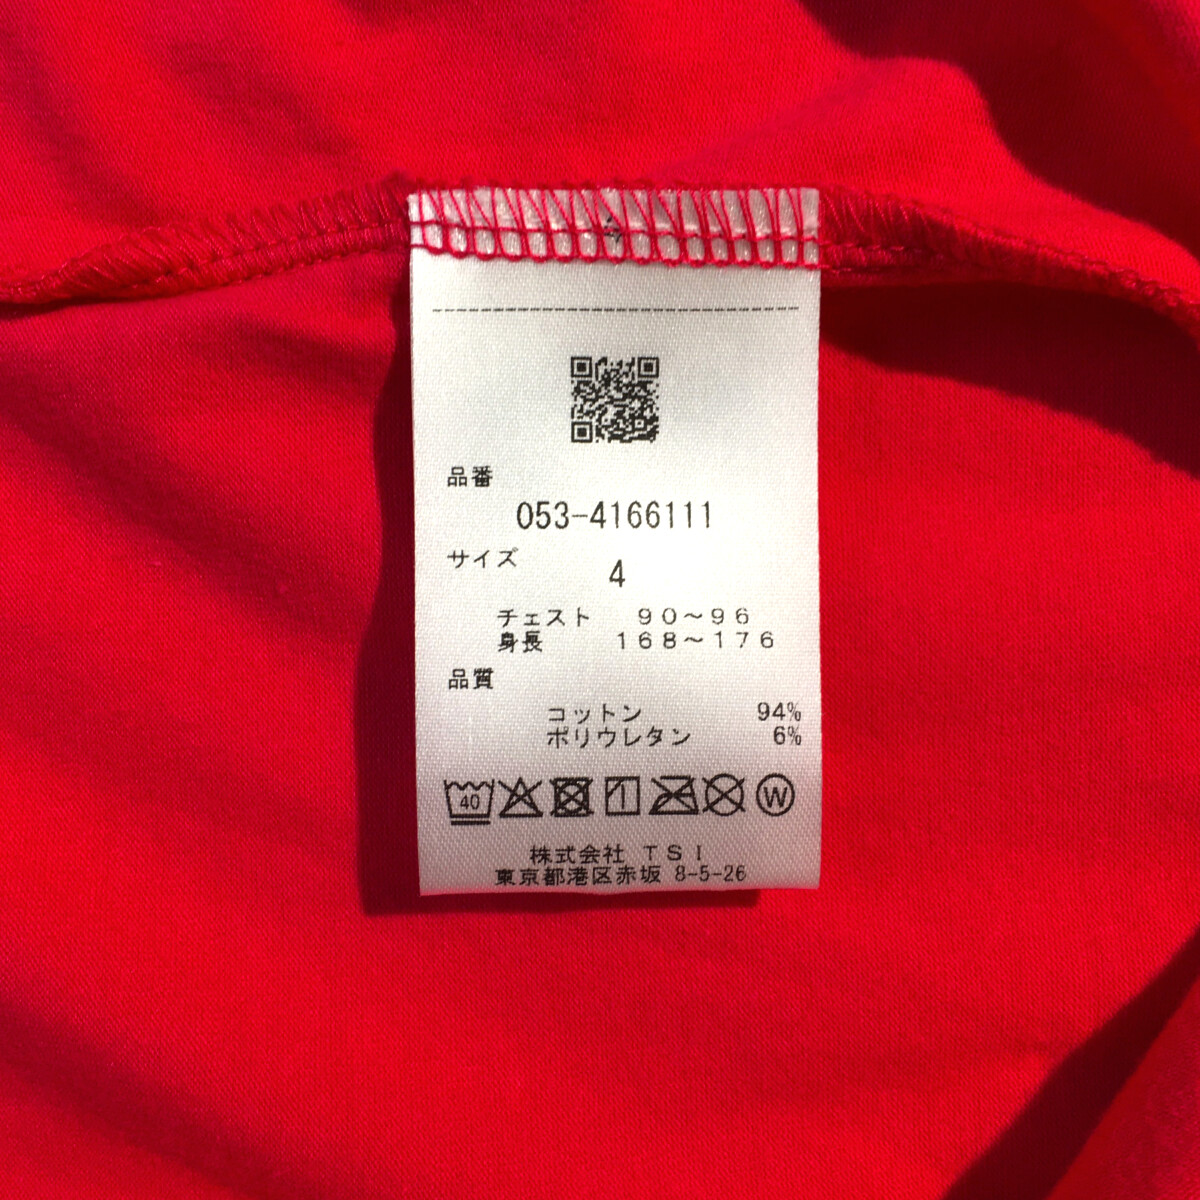 品番
053-4166111
サイズ
4
チェスト 90～96
身長 168～176
品質
コットン 94%
ポリウレタン 6%
40 W
株式会社 TSI
東京都港区赤坂 8-5-26